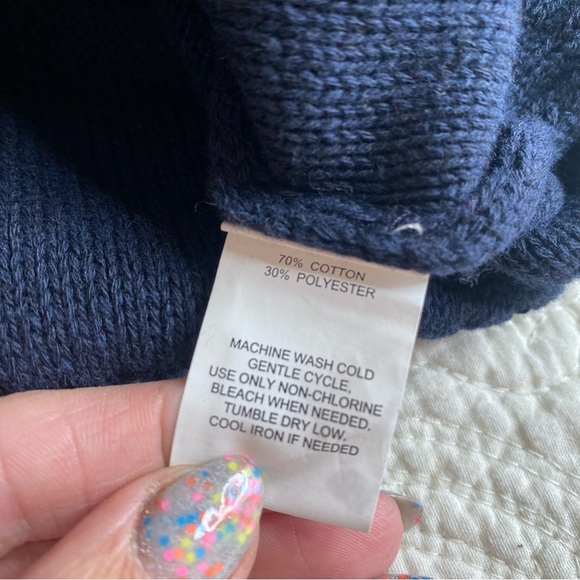 70% COTTON
30% POLYESTER
MACHINE WASH COLD
GENTLE CYCLE,
USE ONLY NON-CHLORINE
BLEACH WHEN NEEDED.
TUMBLE DRY LOW.
COOL IRON IF NEEDED